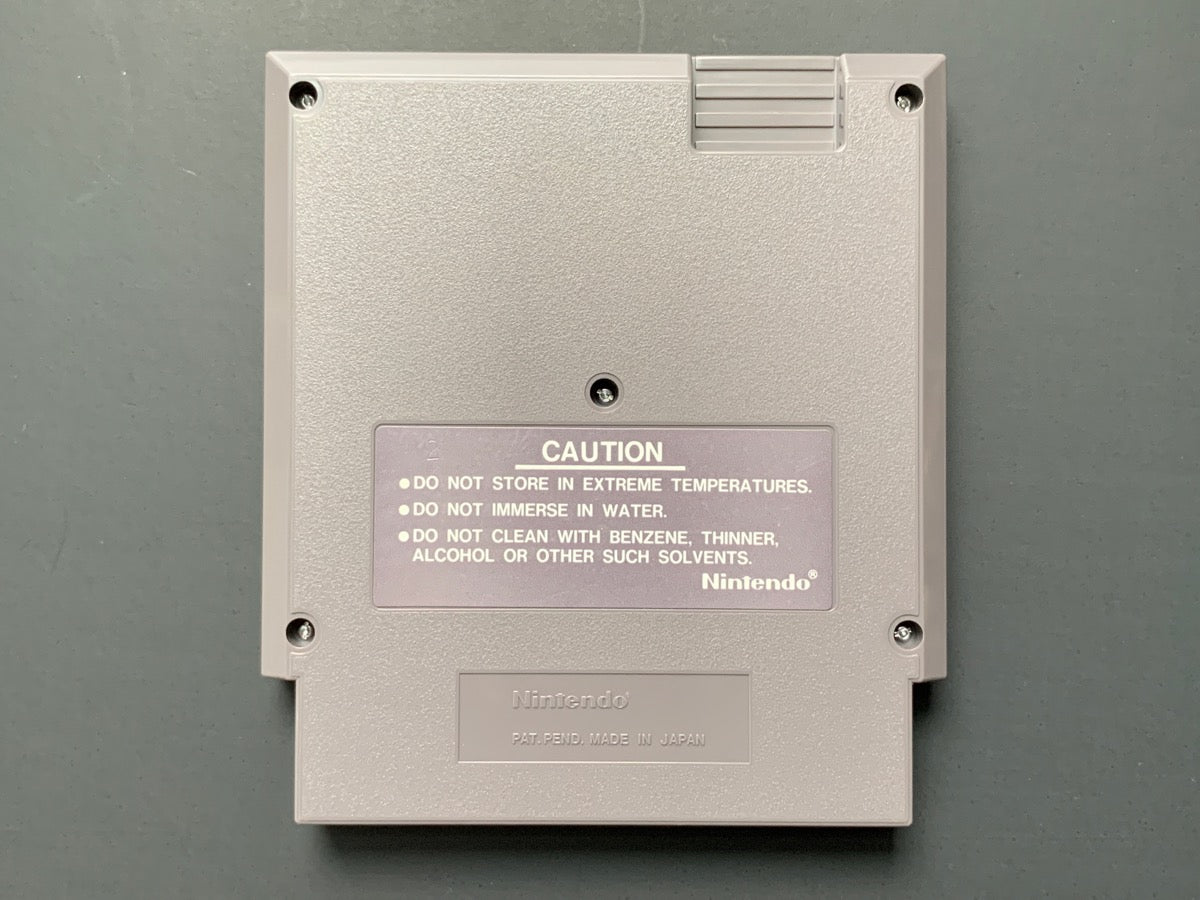 2
CAUTION
●DO NOT STORE IN EXTREME TEMPERATURES.
●DO NOT IMMERSE IN WATER.
●DO NOT CLEAN WITH BENZENE, THINNER,
ALCOHOL OR OTHER SUCH SOLVENTS.
Nintendo®
Nintendo
PAT. PEND. MADE IN JAPAN